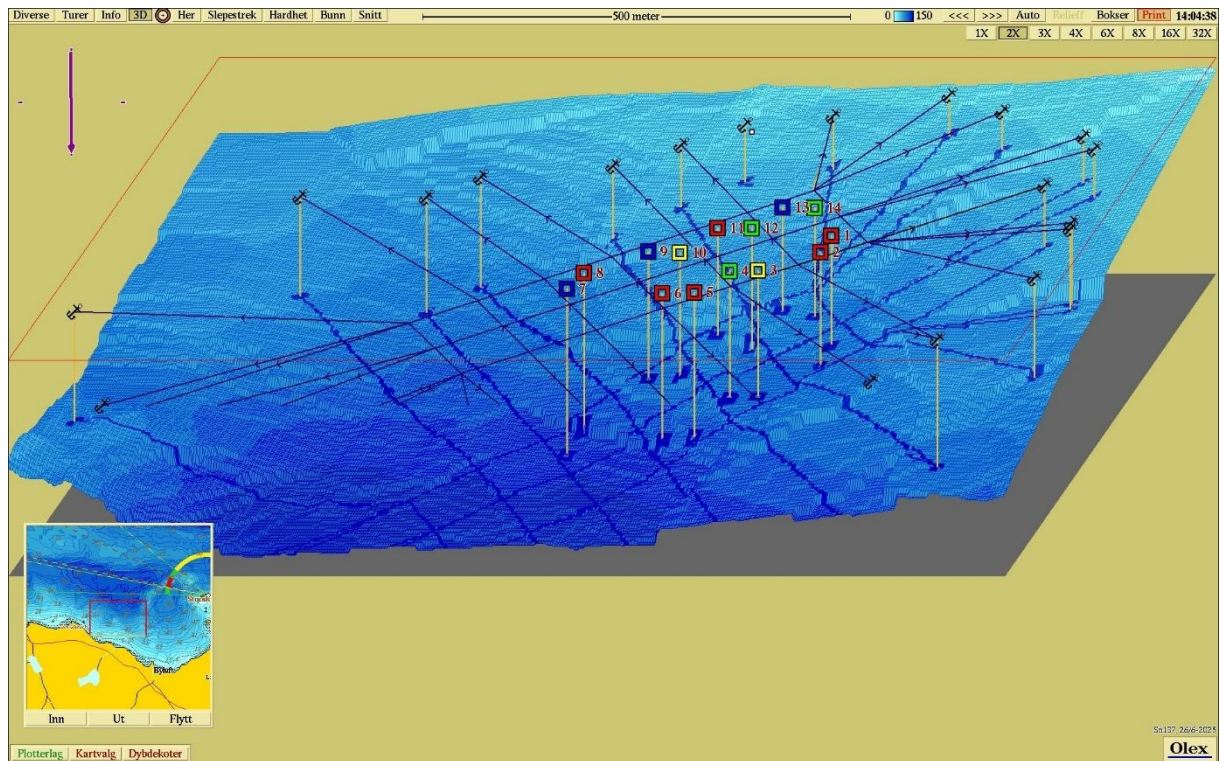 Diverse Turer Info 3D Her Slepestrek Hardhet Bunn Snitt 500 meter 0 150 <<< >>> Auto Relieff Bokser Print 14:04:38
1X 2X 3X 4X 6X 8X 16X 32X
13 14
11 12 1
9 10 2
8 4 3
7 6 5
Byluft
Inn Ut Flytt
Plotterlag Kartvalg Dybdekoter
Olex